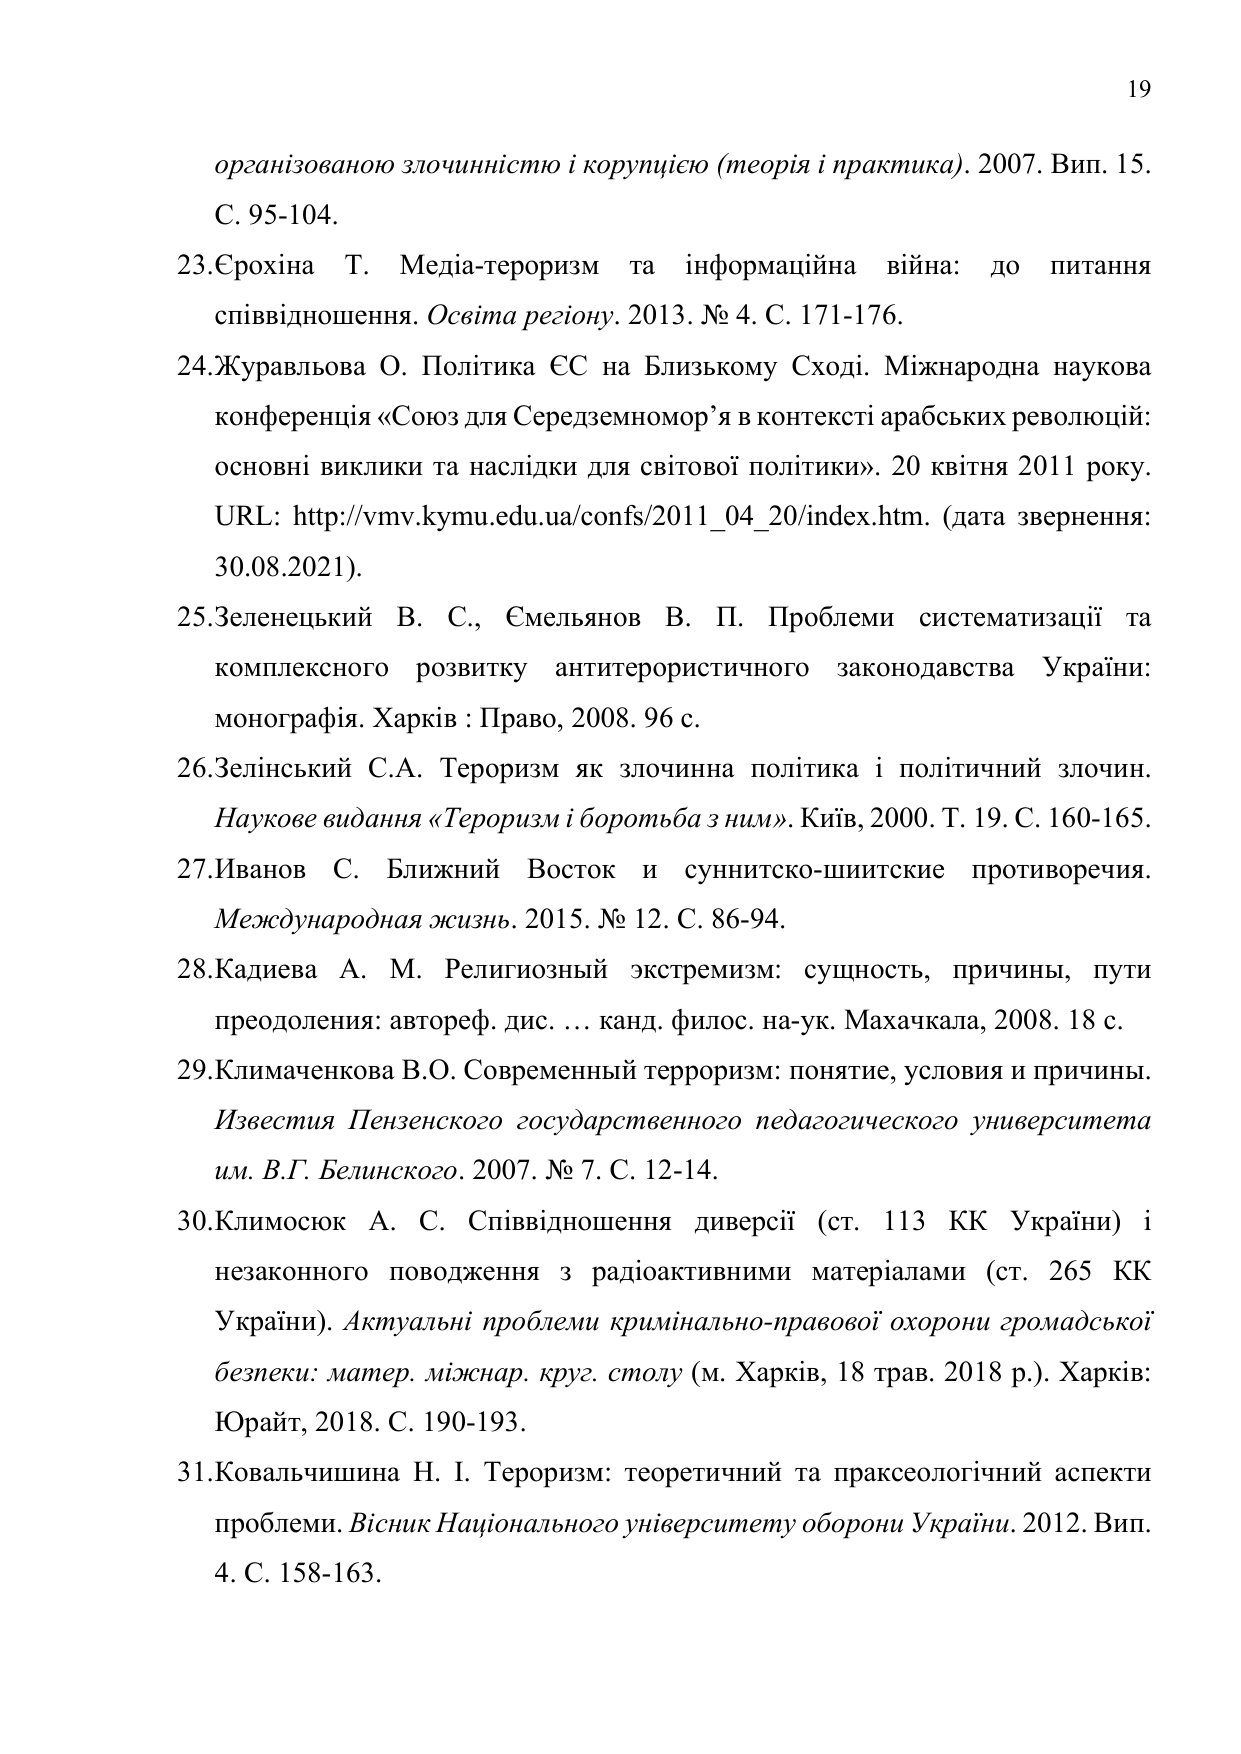 19
організованою злочинністю і корупцією (теорія і практика). 2007. Вип. 15.
С. 95-104.
23.Єрохіна Т. Медіа-тероризм та інформаційна війна: до питання
співвідношення. Освіта регіону. 2013. № 4. С. 171-176.
24.Журавльова О. Політика ЄС на Близькому Сході. Міжнародна наукова
конференція «Союз для Середземномор’я в контексті арабських революцій:
основні виклики та наслідки для світової політики». 20 квітня 2011 року.
URL: http://vmv.kymu.edu.ua/confs/2011_04_20/index.htm. (дата звернення:
30.08.2021).
25.Зеленецький В. С., Ємельянов В. П. Проблеми систематизації та
комплексного розвитку антитерористичного законодавства України:
монографія. Харків : Право, 2008. 96 с.
26.Зелінський С.А. Тероризм як злочинна політика і політичний злочин.
Наукове видання «Тероризм і боротьба з ним». Київ, 2000. Т. 19. С. 160-165.
27.Иванов С. Ближний Восток и суннитско-шиитские противоречия.
Международная жизнь. 2015. № 12. С. 86-94.
28.Кадиева А. М. Религиозный экстремизм: сущность, причины, пути
преодоления: автореф. дис. … канд. филос. на-ук. Махачкала, 2008. 18 с.
29.Климаченкова В.О. Современный терроризм: понятие, условия и причины.
Известия Пензенского государственного педагогического университета
им. В.Г. Белинского. 2007. № 7. С. 12-14.
30.Климосюк А. С. Співвідношення диверсії (ст. 113 КК України) і
незаконного поводження з радіоактивними матеріалами (ст. 265 КК
України). Актуальні проблеми кримінально-правової охорони громадської
безпеки: матер. міжнар. круг. столу (м. Харків, 18 трав. 2018 р.). Харків:
Юрайт, 2018. С. 190-193.
31.Ковальчишина Н. І. Тероризм: теоретичний та праксеологічний аспекти
проблеми. Вісник Національного університету оборони України. 2012. Вип.
4. С. 158-163.